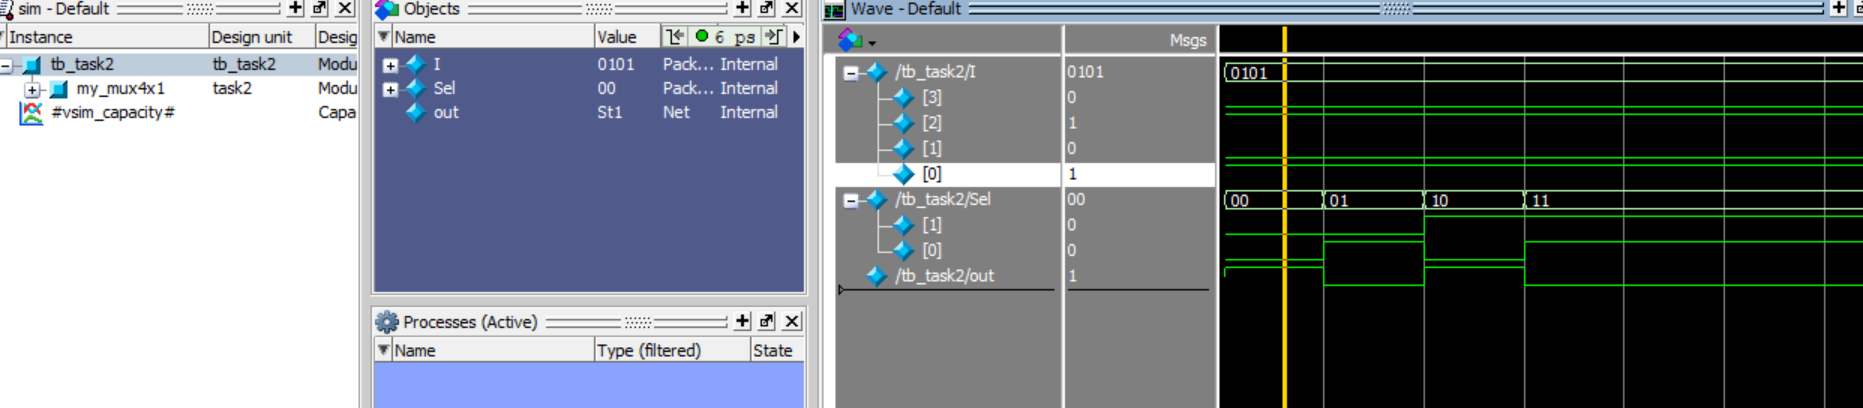 sim - Default
Instance Design unit Desig
tb_task2 tb_task2 Modu
my_mux4x1 task2 Modu
#vsim_capacity# Capa
Objects
Name Value 6 ps
I 0101 Pack... Internal
Sel 00 Pack... Internal
out St1 Net Internal
Processes (Active)
Name Type (filtered) State
Wave - Default
Msgs
/tb_task2/I 0101 0101
[3] 0
[2] 1
[1] 0
[0] 1
/tb_task2/Sel 00 00 01 10 11
[1] 0
[0] 0
/tb_task2/out 1